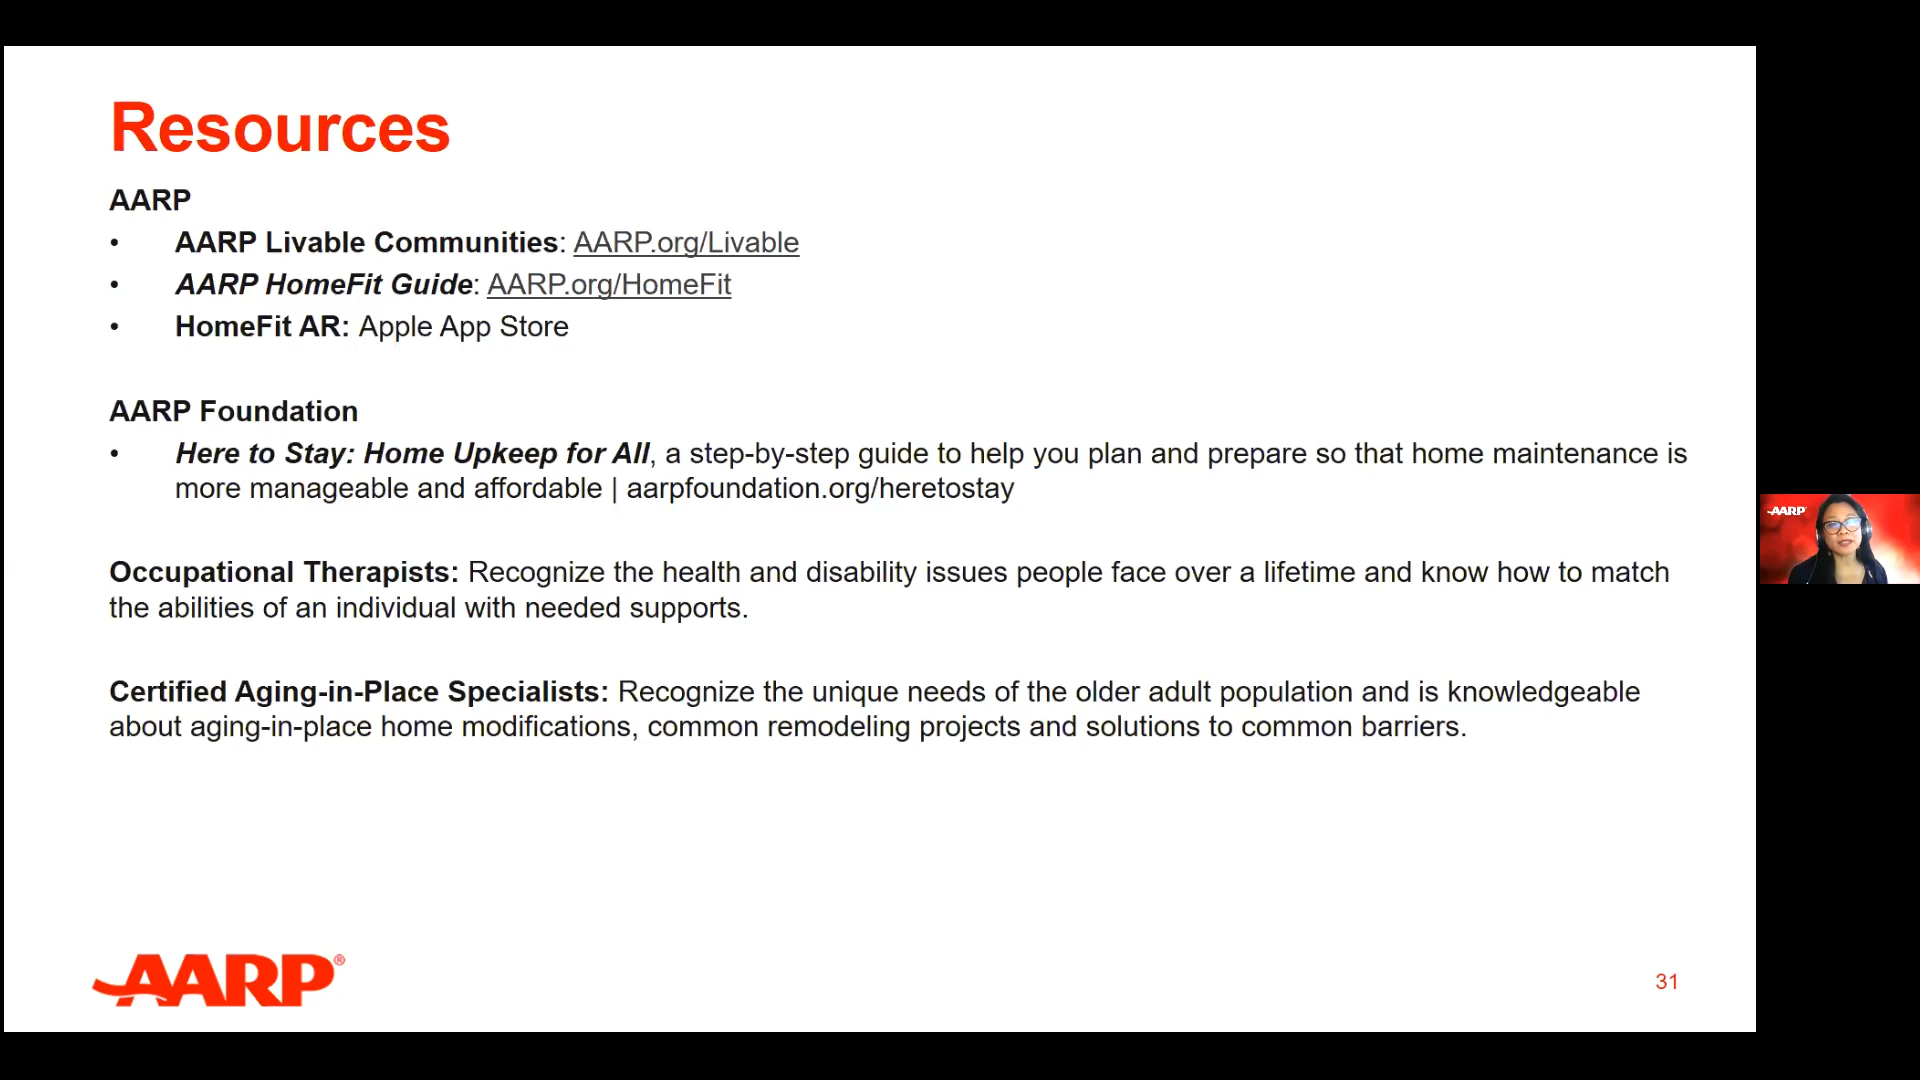 Resources
AARP
• AARP Livable Communities: AARP.org/Livable
• AARP HomeFit Guide: AARP.org/HomeFit
• HomeFit AR: Apple App Store
AARP Foundation
• Here to Stay: Home Upkeep for All, a step-by-step guide to help you plan and prepare so that home maintenance is
more manageable and affordable | aarpfoundation.org/heretostay
Occupational Therapists: Recognize the health and disability issues people face over a lifetime and know how to match
the abilities of an individual with needed supports.
Certified Aging-in-Place Specialists: Recognize the unique needs of the older adult population and is knowledgeable
about aging-in-place home modifications, common remodeling projects and solutions to common barriers.
AARP®
31
AARP